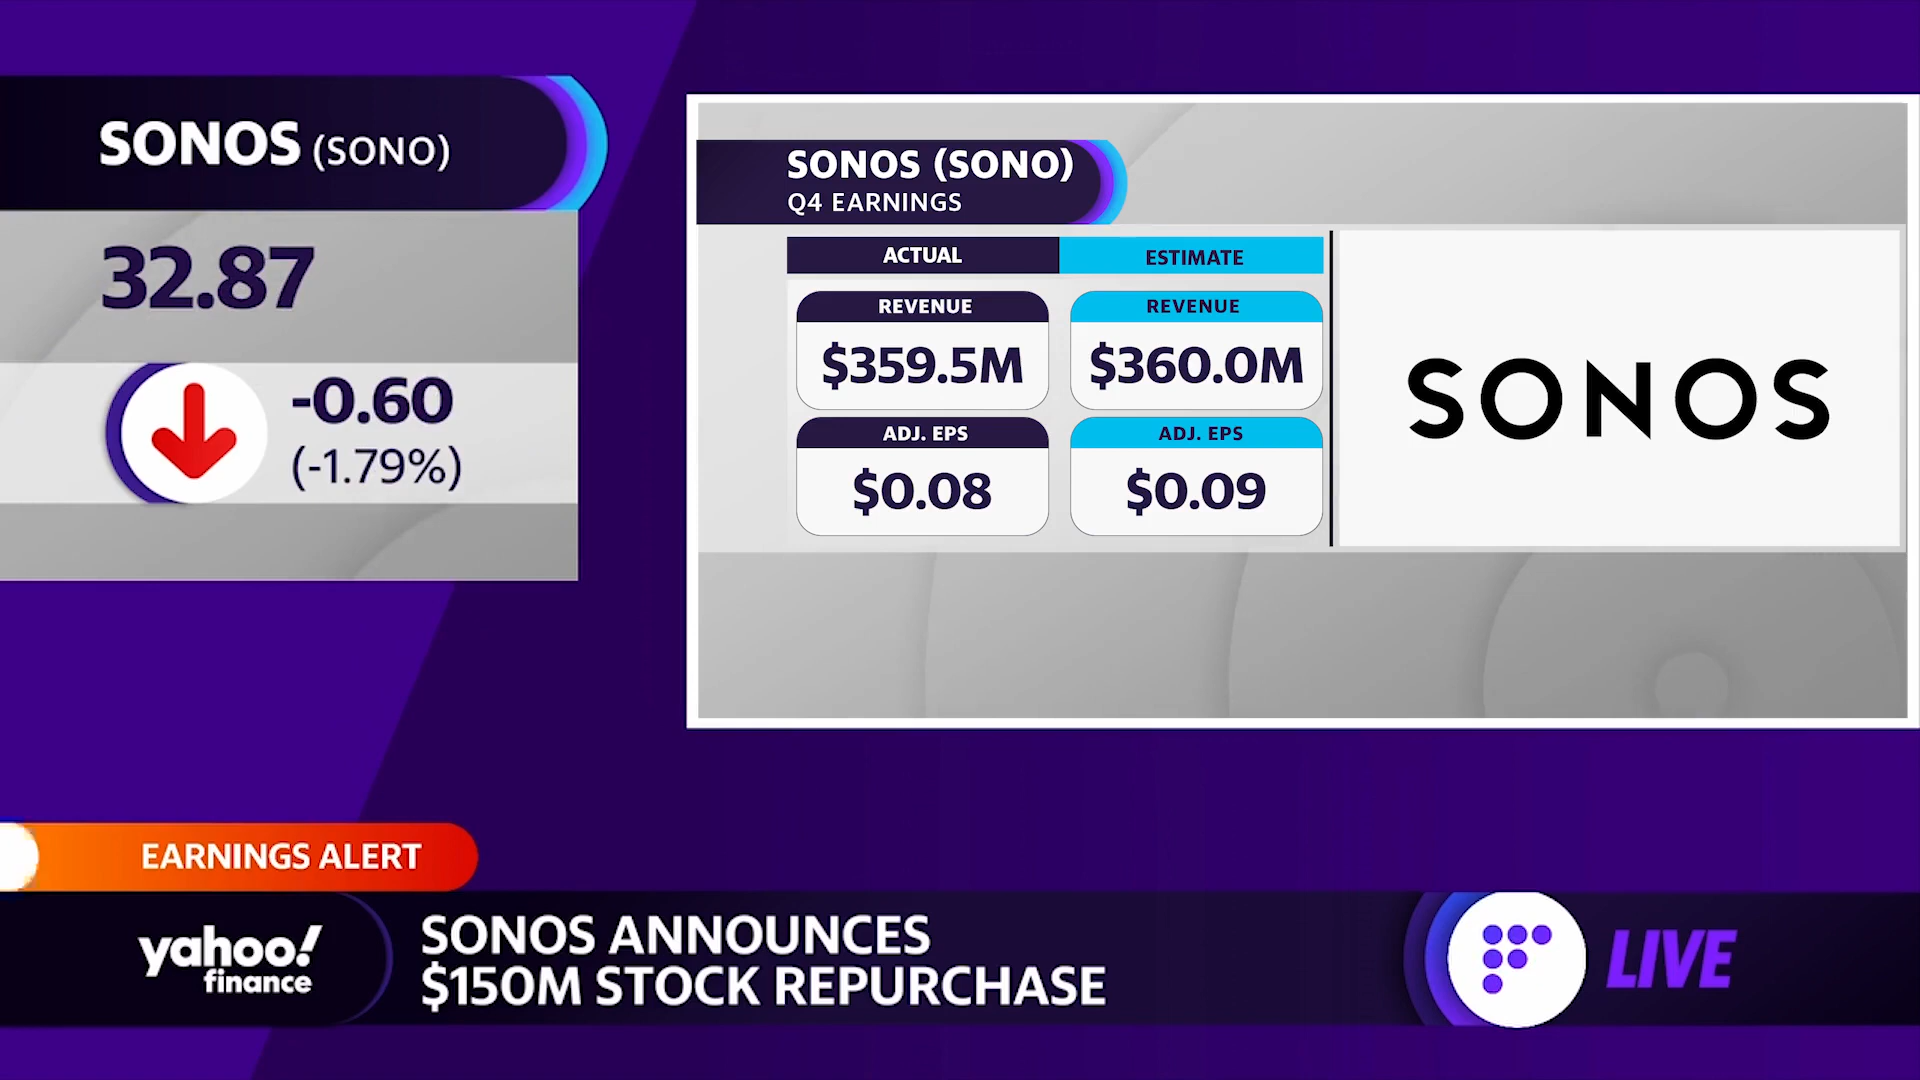 SONOS (SONO)
32.87
-0.60
(-1.79%)
SONOS (SONO)
Q4 EARNINGS
ACTUAL ESTIMATE
REVENUE REVENUE
$359.5M $360.0M
ADJ. EPS ADJ. EPS
$0.08 $0.09
SONOS
EARNINGS ALERT
yahoo!
finance
SONOS ANNOUNCES
$150M STOCK REPURCHASE
LIVE